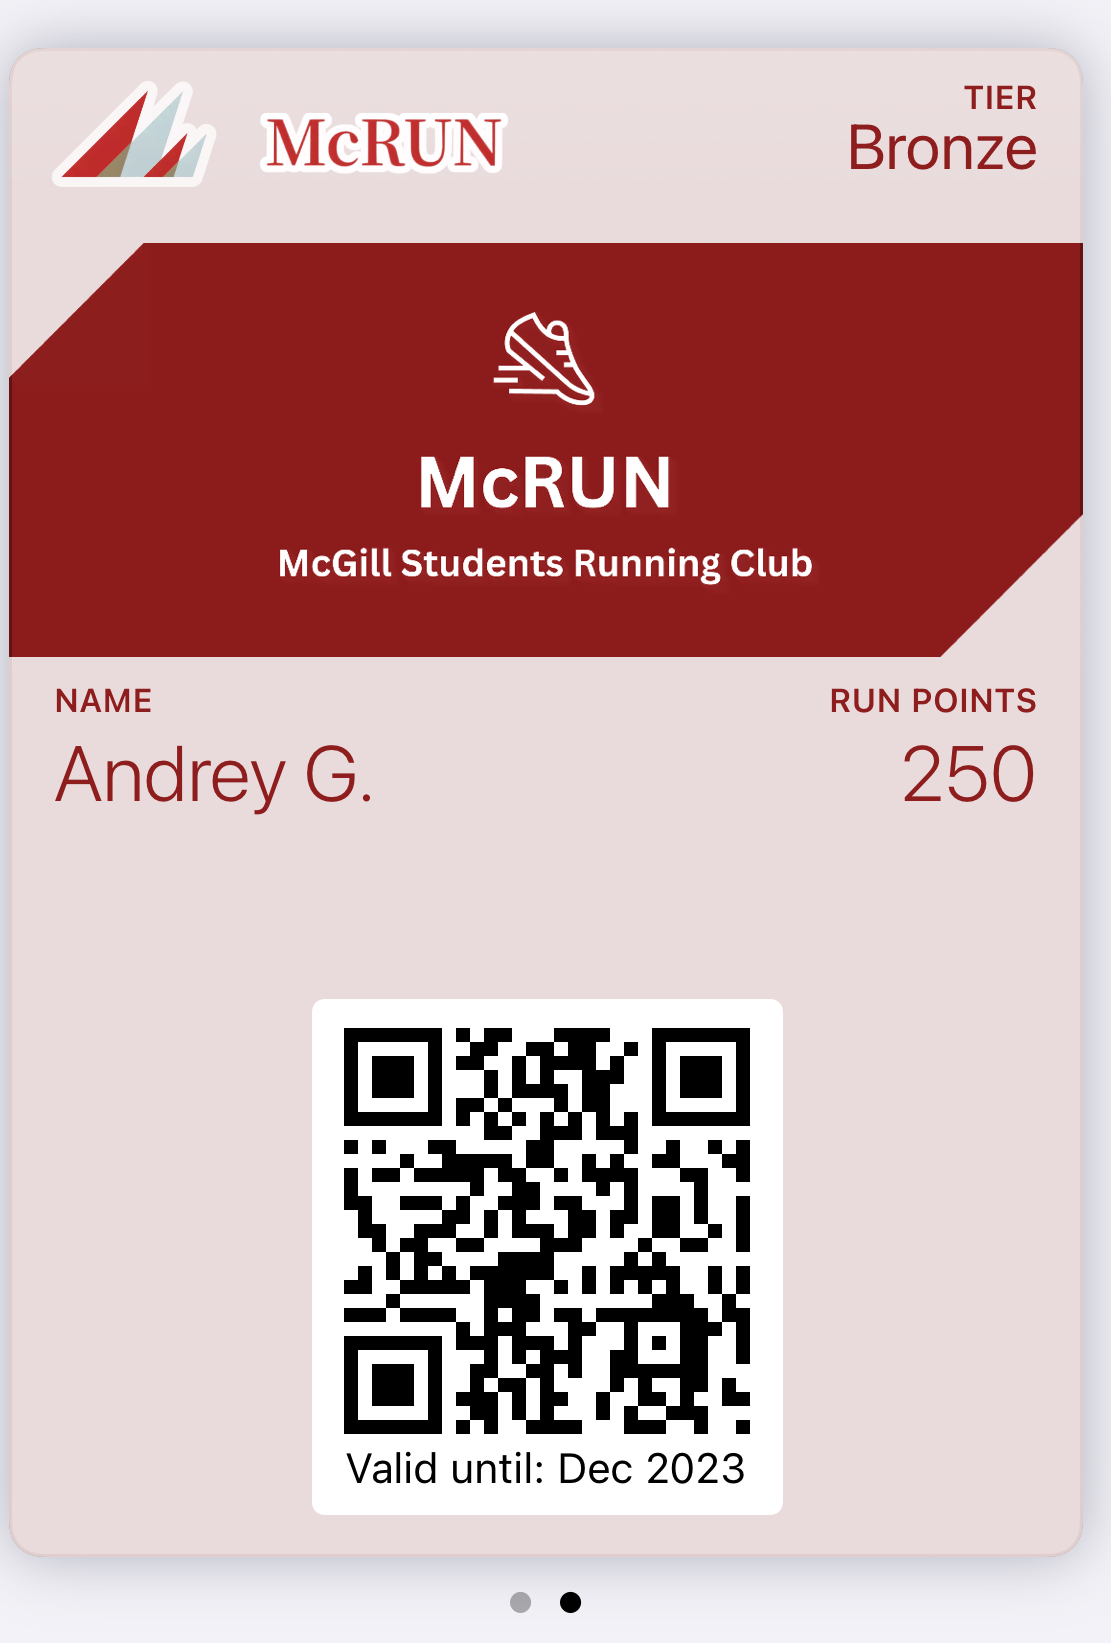 McRUN
TIER
Bronze
McRUN
McGill Students Running Club
NAME
RUN POINTS
Andrey G.
250
Valid until: Dec 2023